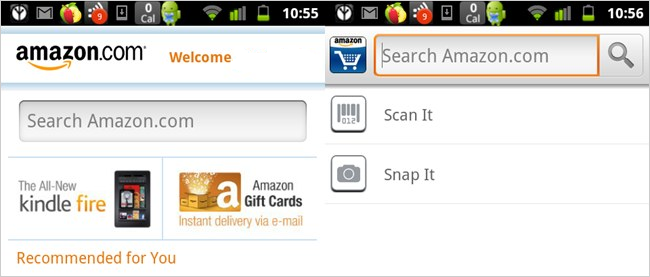 9
0
Cal
10:55
amazon.com
Welcome
Search Amazon.com
The All-New
kindle fire
a
Amazon
Gift Cards
Instant delivery via e-mail
Recommended for You
9
0
Cal
10:56
amazon
Search Amazon.com
012
Scan It
Snap It